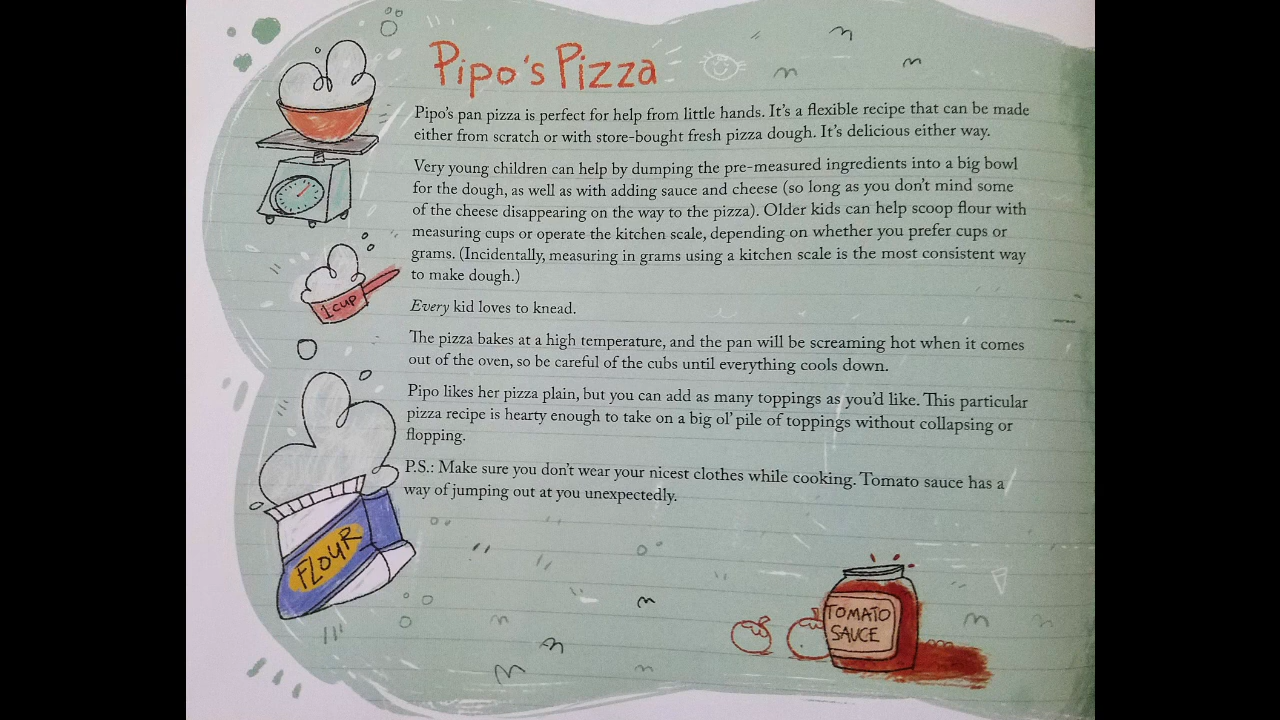 Pipo's Pizza
Pipo's pan pizza is perfect for help from little hands. It's a flexible recipe that can be made
either from scratch or with store-bought fresh pizza dough. It's delicious either way.
Very young children can help by dumping the pre-measured ingredients into a big bowl
for the dough, as well as with adding sauce and cheese (so long as you don't mind some
of the cheese disappearing on the way to the pizza). Older kids can help scoop flour with
measuring cups or operate the kitchen scale, depending on whether you prefer cups or
grams. (Incidentally, measuring in grams using a kitchen scale is the most consistent way
to make dough.)
Every kid loves to knead.
The pizza bakes at a high temperature, and the pan will be screaming hot when it comes
out of the oven, so be careful of the cubs until everything cools down.
Pipo likes her pizza plain, but you can add as many toppings as you'd like. This particular
pizza recipe is hearty enough to take on a big ol' pile of toppings without collapsing or
flopping.
P.S.: Make sure you don't wear your nicest clothes while cooking. Tomato sauce has a
way of jumping out at you unexpectedly.
1 cup
FLOUR
TOMATO
SAUCE